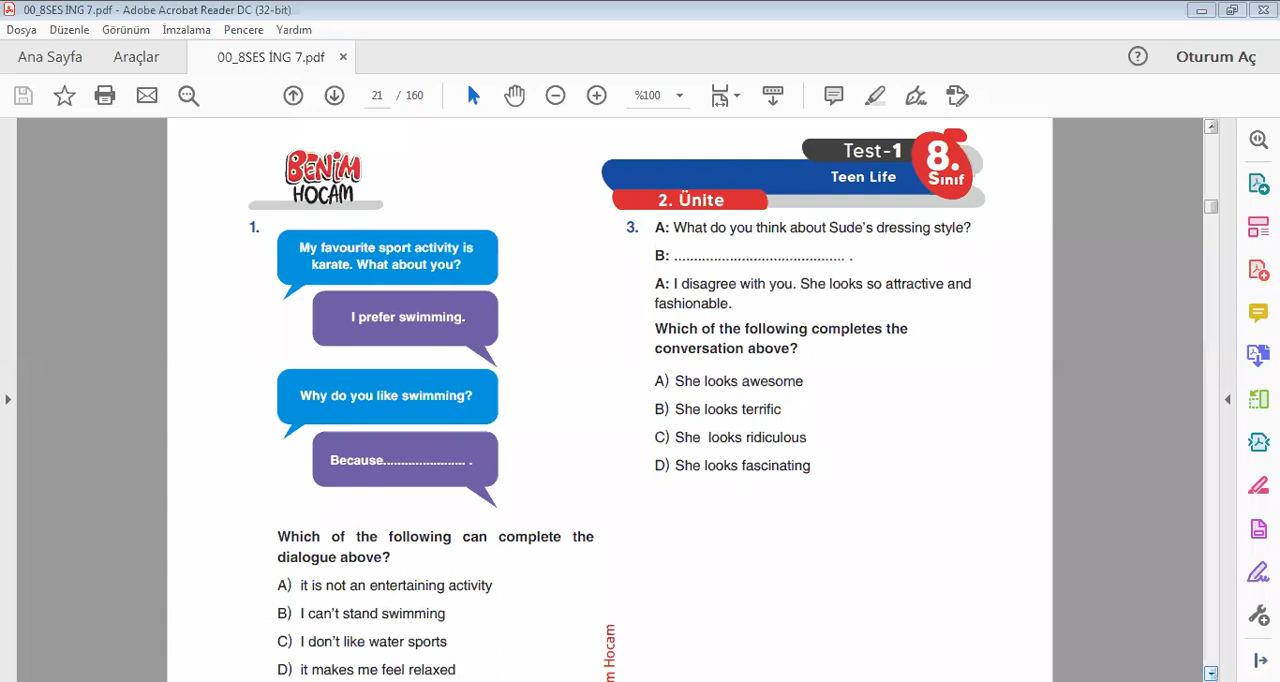 00_8SES İNG 7.pdf - Adobe Acrobat Reader DC (32-bit)
Dosya Düzenle Görünüm İmzalama Pencere Yardım
Ana Sayfa Araçlar 00_8SES İNG 7.pdf × Oturum Aç
21 / 160 %100
BENİM
HOCAM
Test-1
Teen Life
8.
Sınıf
2. Ünite
1.
My favourite sport activity is
karate. What about you?
I prefer swimming.
Why do you like swimming?
Because....................... .
Which of the following can complete the
dialogue above?
A) it is not an entertaining activity
B) I can't stand swimming
C) I don't like water sports
D) it makes me feel relaxed
3. A: What do you think about Sude's dressing style?
B: ........................................... .
A: I disagree with you. She looks so attractive and
fashionable.
Which of the following completes the
conversation above?
A) She looks awesome
B) She looks terrific
C) She looks ridiculous
D) She looks fascinating
m Hocam